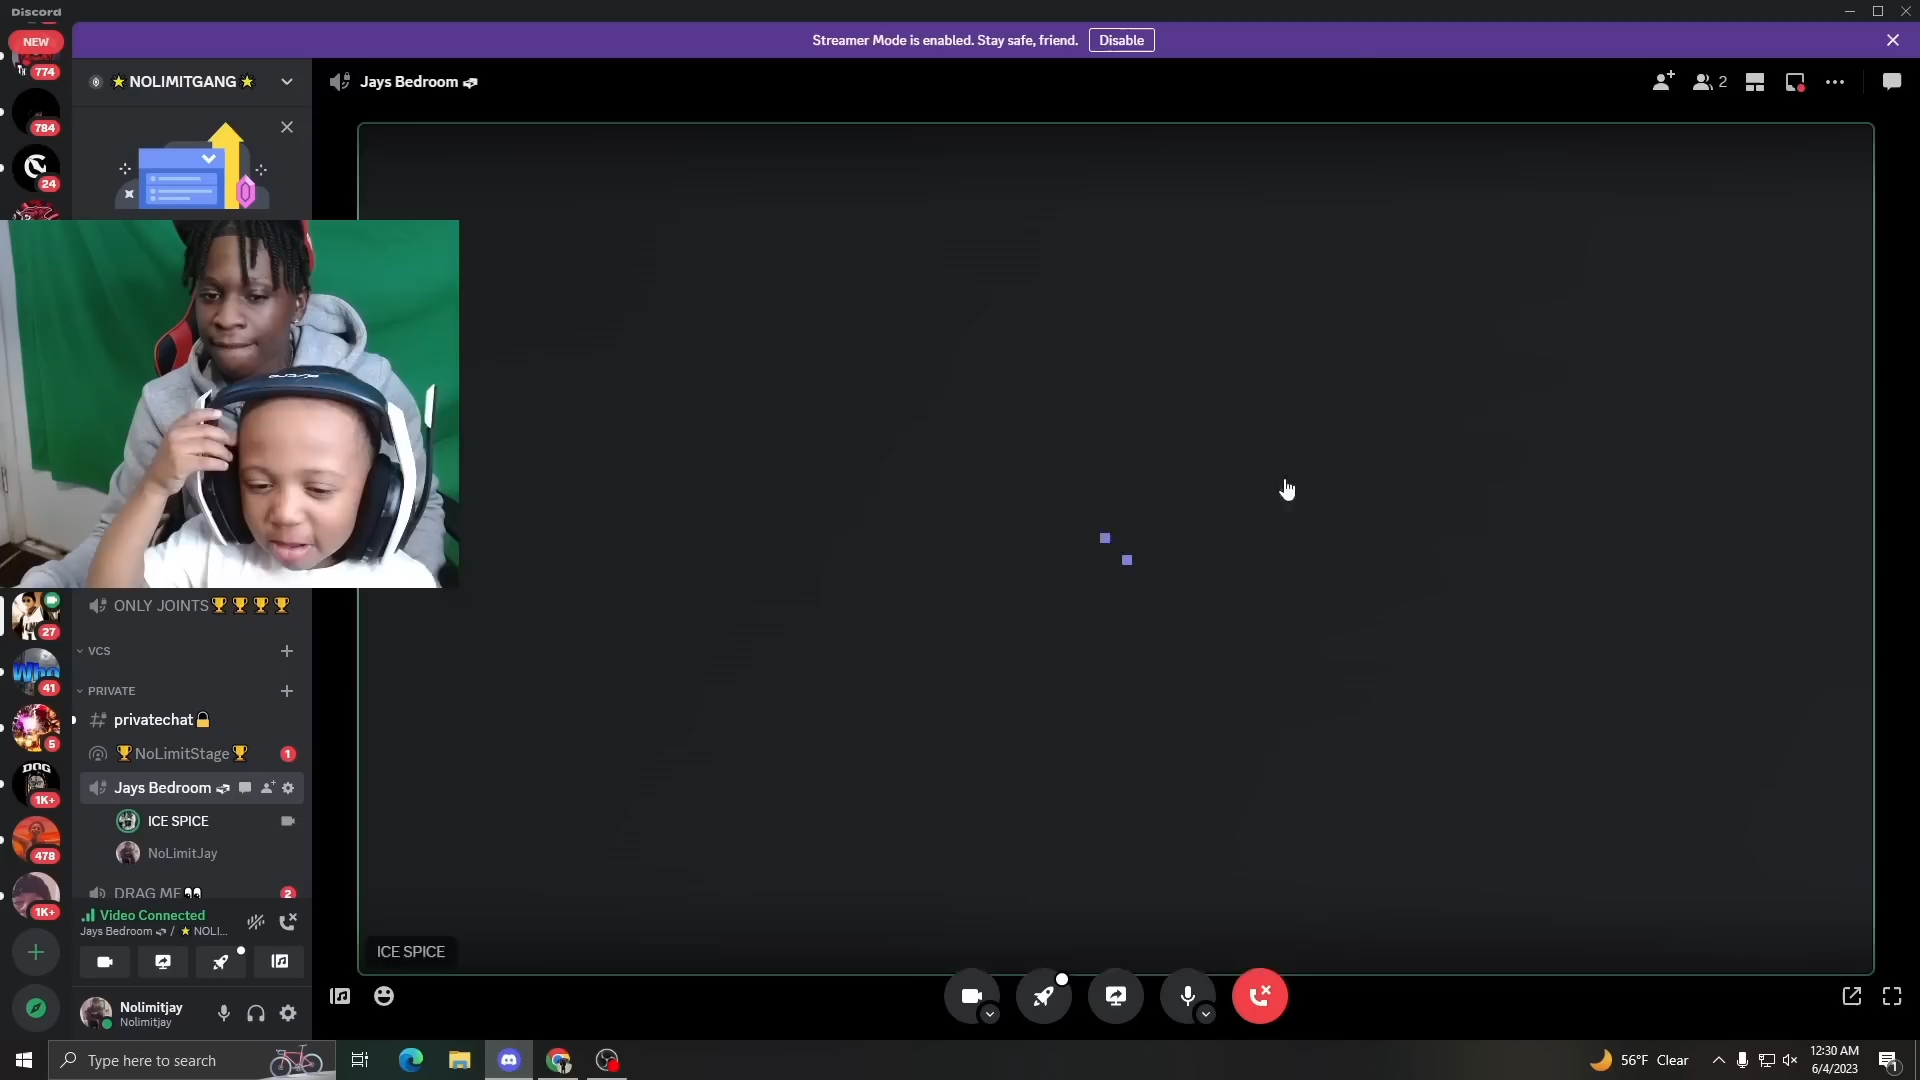 Discord
NEW
Streamer Mode is enabled. Stay safe, friend.
Disable
774
784
24
NOLIMITGANG
Jays Bedroom
2
ONLY JOINTS
27
VCS
41
PRIVATE
privatechat
5
NoLimitStage
1
DOG
1K+
Jays Bedroom
ICE SPICE
478
NoLimitJay
DRAG ME
2
1K+
Video Connected
Jays Bedroom / NOLI...
ICE SPICE
Nolimitjay
Nolimitjay
Type here to search
56°F Clear
12:30 AM
6/4/2023
1